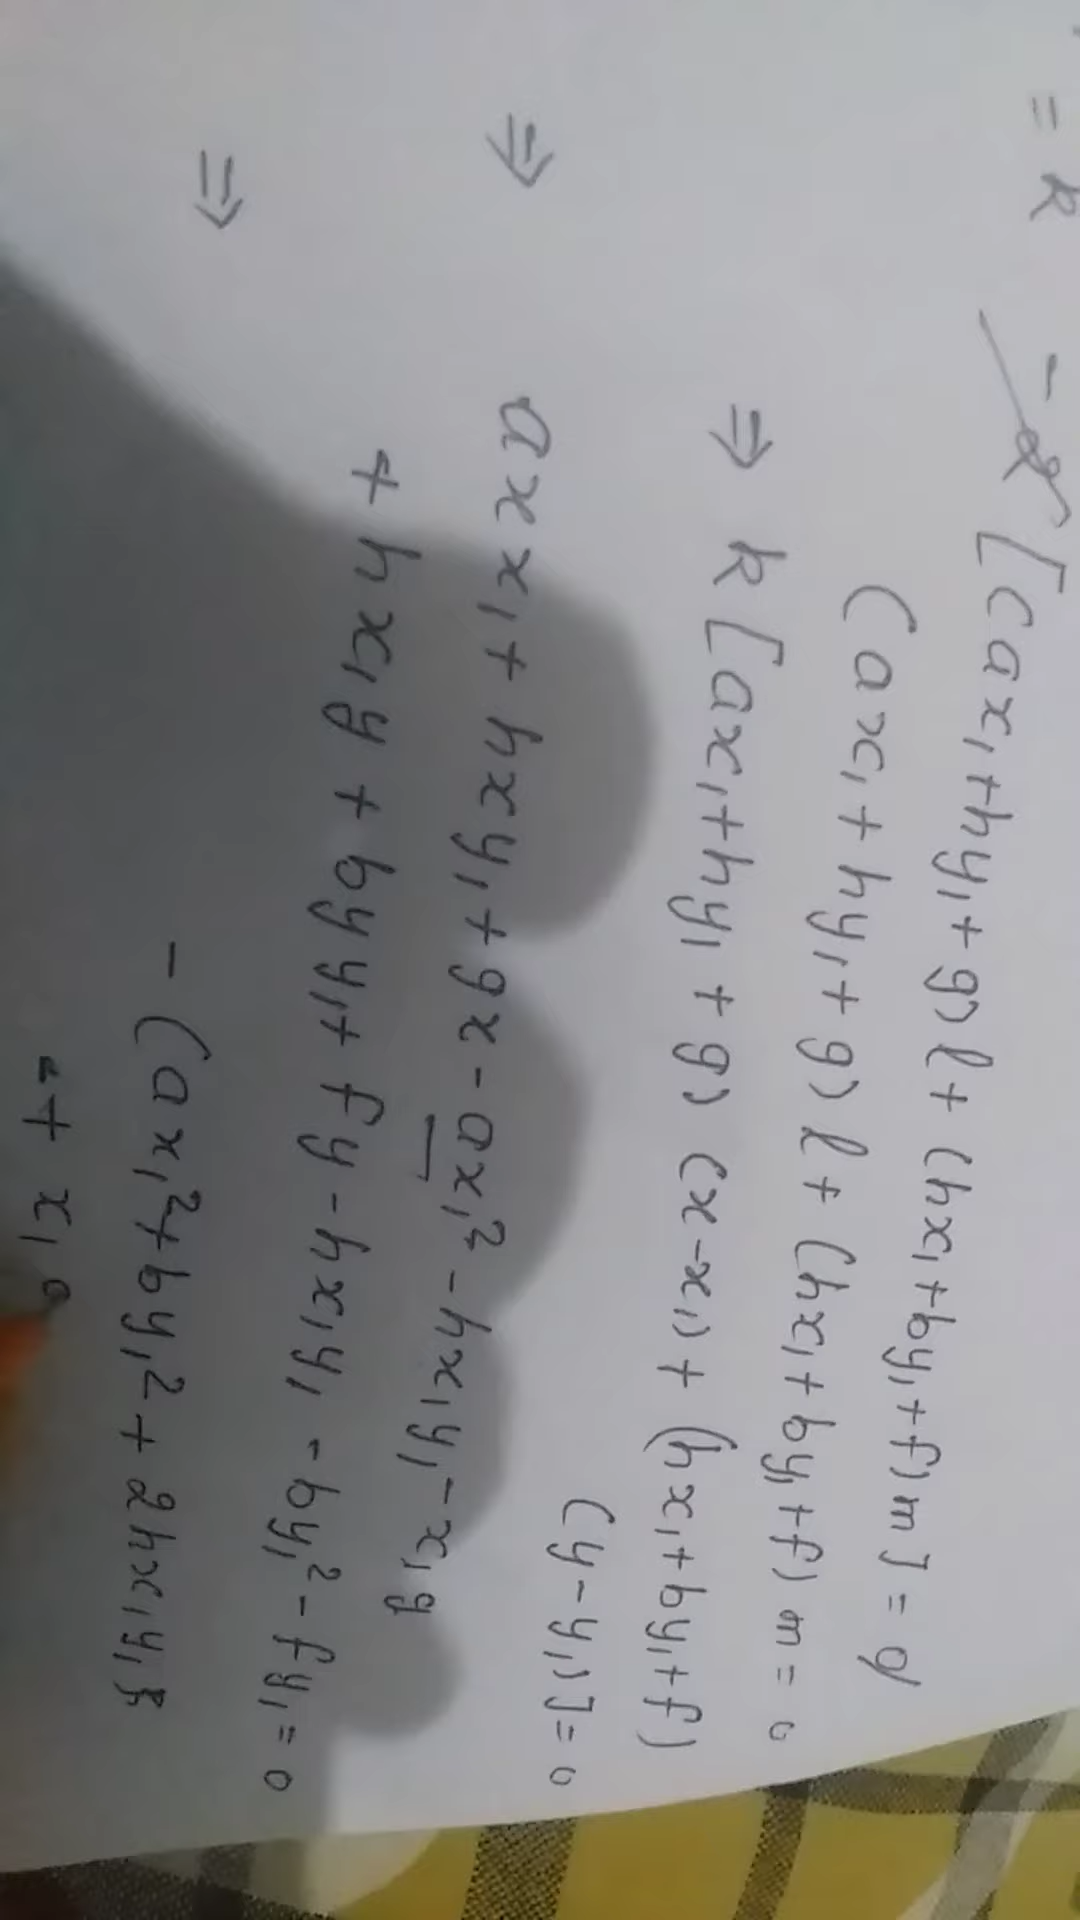 = k
- 2 [(ax₁+hy₁+g) l + (hx₁+by₁+f) m] = 0
(ax₁+hy₁+g) l + (hx₁+by₁+f) m = 0
⇒ k [ax₁+hy₁+g) (x-x₁) + (hx₁+by₁+f)
(y-y₁)] = 0
⇒ axx₁ + hxy₁ + gx - ax₁² - hx₁y₁ - x₁g
+ hx₁y + byy₁ + fy - hx₁y₁ - by₁² - fy₁ = 0
⇒
- (ax₁²+by₁²+2hx₁y₁)
+ x₁